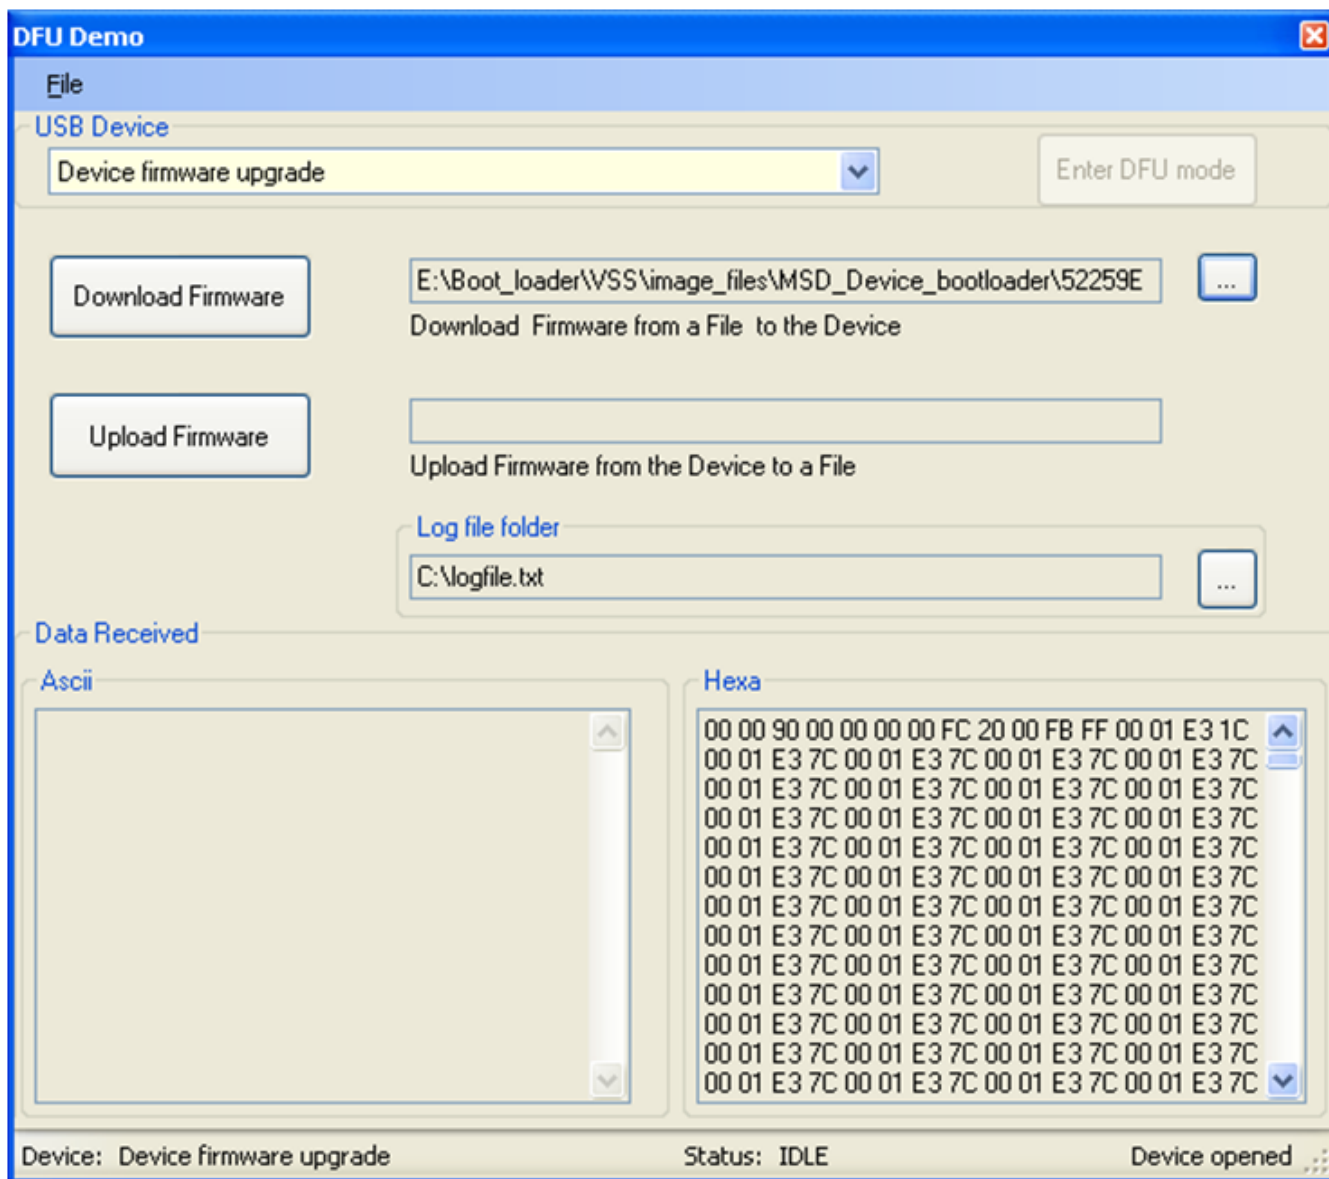 DFU Demo
File
USB Device
Device firmware upgrade
Enter DFU mode
Download Firmware
E:\Boot_loader\VSS\image_files\MSD_Device_bootloader\52259E
...
Download  Firmware from a File  to the Device
Upload Firmware
Upload Firmware from the Device to a File
Log file folder
C:\logfile.txt
...
Data Received
Ascii
Hexa
00 00 90 00 00 00 00 FC 20 00 FB FF 00 01 E3 1C
00 01 E3 7C 00 01 E3 7C 00 01 E3 7C 00 01 E3 7C
00 01 E3 7C 00 01 E3 7C 00 01 E3 7C 00 01 E3 7C
00 01 E3 7C 00 01 E3 7C 00 01 E3 7C 00 01 E3 7C
00 01 E3 7C 00 01 E3 7C 00 01 E3 7C 00 01 E3 7C
00 01 E3 7C 00 01 E3 7C 00 01 E3 7C 00 01 E3 7C
00 01 E3 7C 00 01 E3 7C 00 01 E3 7C 00 01 E3 7C
00 01 E3 7C 00 01 E3 7C 00 01 E3 7C 00 01 E3 7C
00 01 E3 7C 00 01 E3 7C 00 01 E3 7C 00 01 E3 7C
00 01 E3 7C 00 01 E3 7C 00 01 E3 7C 00 01 E3 7C
00 01 E3 7C 00 01 E3 7C 00 01 E3 7C 00 01 E3 7C
00 01 E3 7C 00 01 E3 7C 00 01 E3 7C 00 01 E3 7C
00 01 E3 7C 00 01 E3 7C 00 01 E3 7C 00 01 E3 7C
Device:  Device firmware upgrade
Status:  IDLE
Device opened